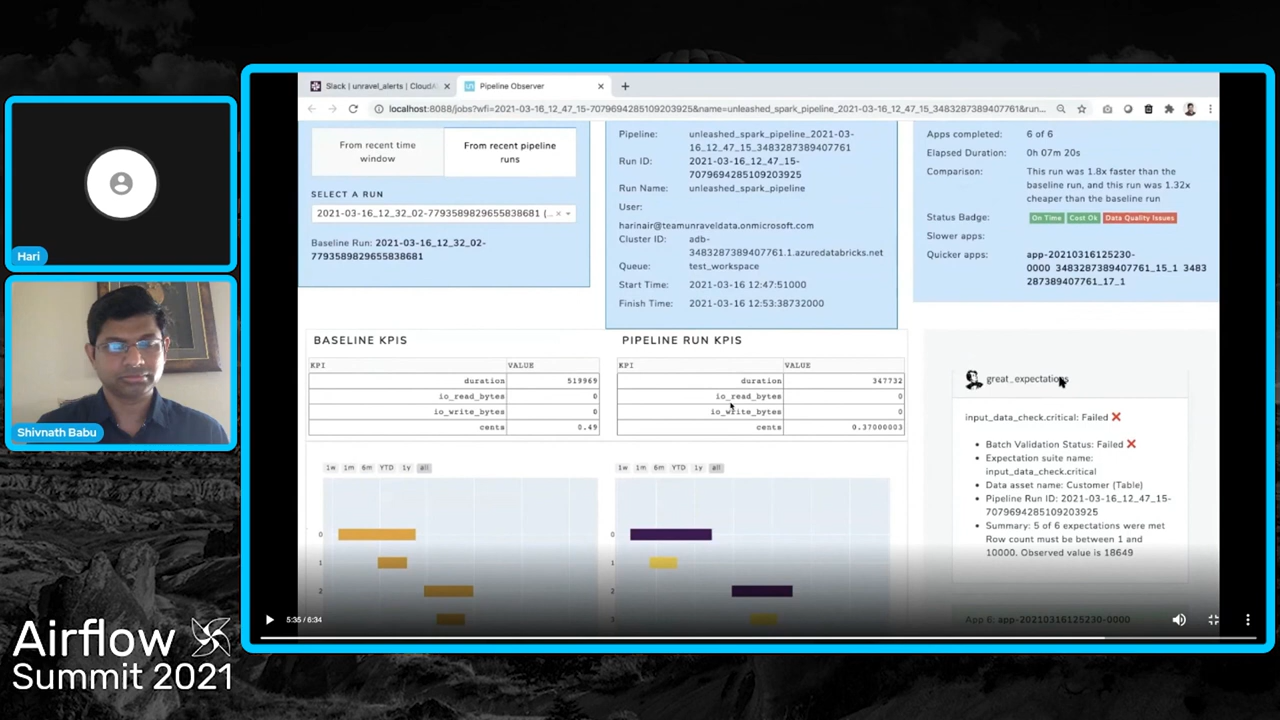 Slack | unravel_alerts | CloudA
Pipeline Observer
localhost:8088/jobs?wfi=2021-03-16_12_47_15-7079694285109203925&name=unleashed_spark_pipeline_2021-03-16_12_47_15_3483287389407761&run...
From recent time
window
From recent pipeline
runs
SELECT A RUN
2021-03-16_12_32_02-7793589829655838681 (...
Baseline Run: 2021-03-16_12_32_02-
7793589829655838681
Pipeline: unleashed_spark_pipeline_2021-03-
16_12_47_15_3483287389407761
Run ID: 2021-03-16_12_47_15-
7079694285109203925
Run Name: unleashed_spark_pipeline
User:
harinair@teamunraveldata.onmicrosoft.com
Cluster ID: adb-
3483287389407761.1.azuredatabricks.net
Queue: test_workspace
Start Time: 2021-03-16 12:47:51000
Finish Time: 2021-03-16 12:53:38732000
Apps completed: 6 of 6
Elapsed Duration: 0h 07m 20s
Comparison: This run was 1.8x faster than the
baseline run, and this run was 1.32x
cheaper than the baseline run
Status Badge: On Time Cost Ok Data Quality Issues
Slower apps:
Quicker apps: app-20210316125230-
0000 3483287389407761_15_1 3483
287389407761_17_1
BASELINE KPIS
KPI VALUE
duration 519969
io_read_bytes 0
io_write_bytes 0
cents 0.49
PIPELINE RUN KPIS
KPI VALUE
duration 347732
io_read_bytes 0
io_write_bytes 0
cents 0.37000003
1w 1m 6m YTD 1y all
0
1
2
3
1w 1m 6m YTD 1y all
0
1
2
3
great_expectations
input_data_check.critical: Failed ❌
• Batch Validation Status: Failed ❌
• Expectation suite name:
input_data_check.critical
• Data asset name: Customer (Table)
• Pipeline Run ID: 2021-03-16_12_47_15-
7079694285109203925
• Summary: 5 of 6 expectations were met
Row count must be between 1 and
10000. Observed value is 18649
App 6: app-20210316125230-0000
5:35 / 6:34
Hari
Shivnath Babu
Airflow
Summit 2021